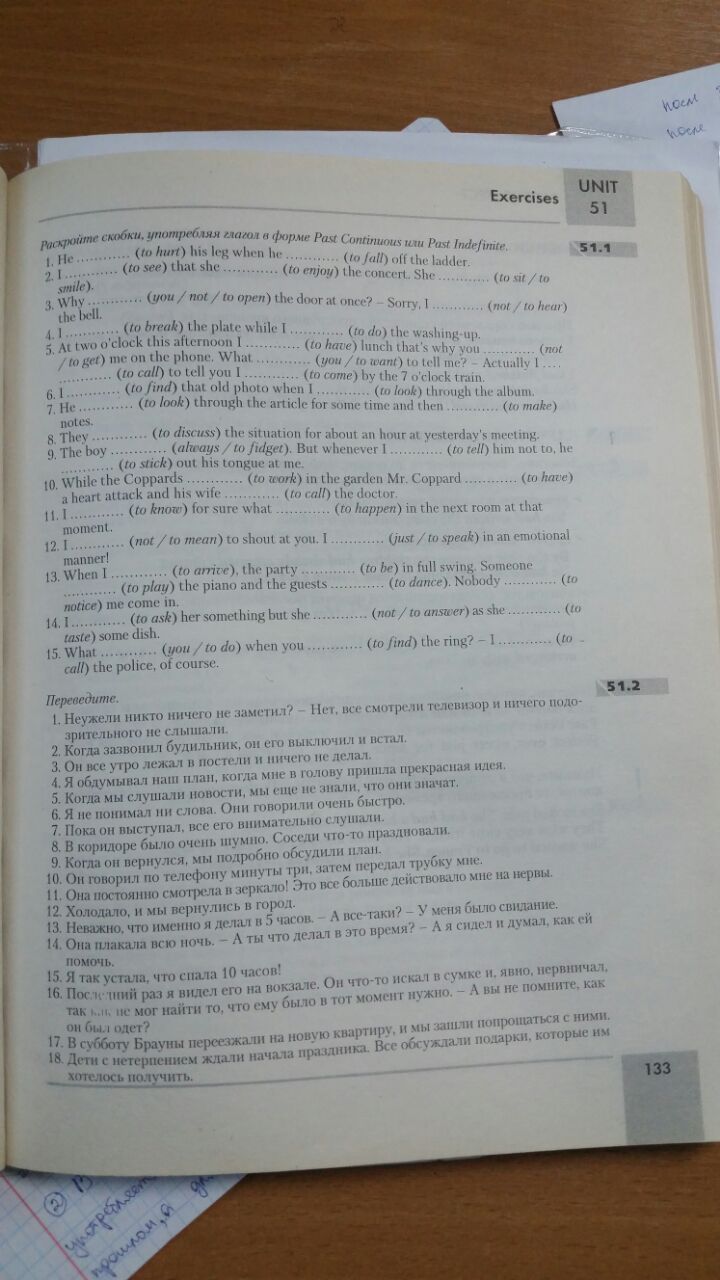 посл
после
Exercises
UNIT
51
51.1
Раскройте скобки, употребляя глагол в форме Past Continuous или Past Indefinite.
1. He ............ (to hurt) his leg when he ............ (to fall) off the ladder.
2. I ............ (to see) that she ............ (to enjoy) the concert. She ............ (to sit / to
smile).
3. Why ............ (you / not / to open) the door at once? – Sorry, I ............ (not / to hear)
the bell.
4. I ............ (to break) the plate while I ............ (to do) the washing-up.
5. At two o'clock this afternoon I ............ (to have) lunch that's why you ............ (not
/ to get) me on the phone. What ............ (you / to want) to tell me? – Actually I ....
............ (to call) to tell you I ............ (to come) by the 7 o'clock train.
6. I ............ (to find) that old photo when I ............ (to look) through the album.
7. He ............ (to look) through the article for some time and then ............ (to make)
notes.
8. They ............ (to discuss) the situation for about an hour at yesterday's meeting.
9. The boy ............ (always / to fidget). But whenever I ............ (to tell) him not to, he
............ (to stick) out his tongue at me.
10. While the Coppards ............ (to work) in the garden Mr. Coppard ............ (to have)
a heart attack and his wife ............ (to call) the doctor.
11. I ............ (to know) for sure what ............ (to happen) in the next room at that
moment.
12. I ............ (not / to mean) to shout at you. I ............ (just / to speak) in an emotional
manner!
13. When I ............ (to arrive), the party ............ (to be) in full swing. Someone
............ (to play) the piano and the guests ............ (to dance). Nobody ............ (to
notice) me come in.
14. I ............ (to ask) her something but she ............ (not / to answer) as she ............ (to
taste) some dish.
15. What ............ (you / to do) when you ............ (to find) the ring? – I ............ (to
call) the police, of course.
51.2
Переведите.
1. Неужели никто ничего не заметил? – Нет, все смотрели телевизор и ничего подо-
зрительного не слышали.
2. Когда зазвонил будильник, он его выключил и встал.
3. Он все утро лежал в постели и ничего не делал.
4. Я обдумывал наш план, когда мне в голову пришла прекрасная идея.
5. Когда мы слушали новости, мы еще не знали, что они значат.
6. Я не понимал ни слова. Они говорили очень быстро.
7. Пока он выступал, все его внимательно слушали.
8. В коридоре было очень шумно. Соседи что-то праздновали.
9. Когда он вернулся, мы подробно обсудили план.
10. Он говорил по телефону минуты три, затем передал трубку мне.
11. Она постоянно смотрела в зеркало! Это все больше действовало мне на нервы.
12. Холодало, и мы вернулись в город.
13. Неважно, что именно я делал в 5 часов. – А все-таки? – У меня было свидание.
14. Она плакала всю ночь. – А ты что делал в это время? – А я сидел и думал, как ей
помочь.
15. Я так устала, что спала 10 часов!
16. Последний раз я видел его на вокзале. Он что-то искал в сумке и, явно, нервничал,
так как не мог найти то, что ему было в тот момент нужно. – А вы не помните, как
он был одет?
17. В субботу Брауны переезжали на новую квартиру, и мы зашли попрощаться с ними.
18. Дети с нетерпением ждали начала праздника. Все обсуждали подарки, которые им
хотелось получить.
133
② В
употребляет
прошлом, а